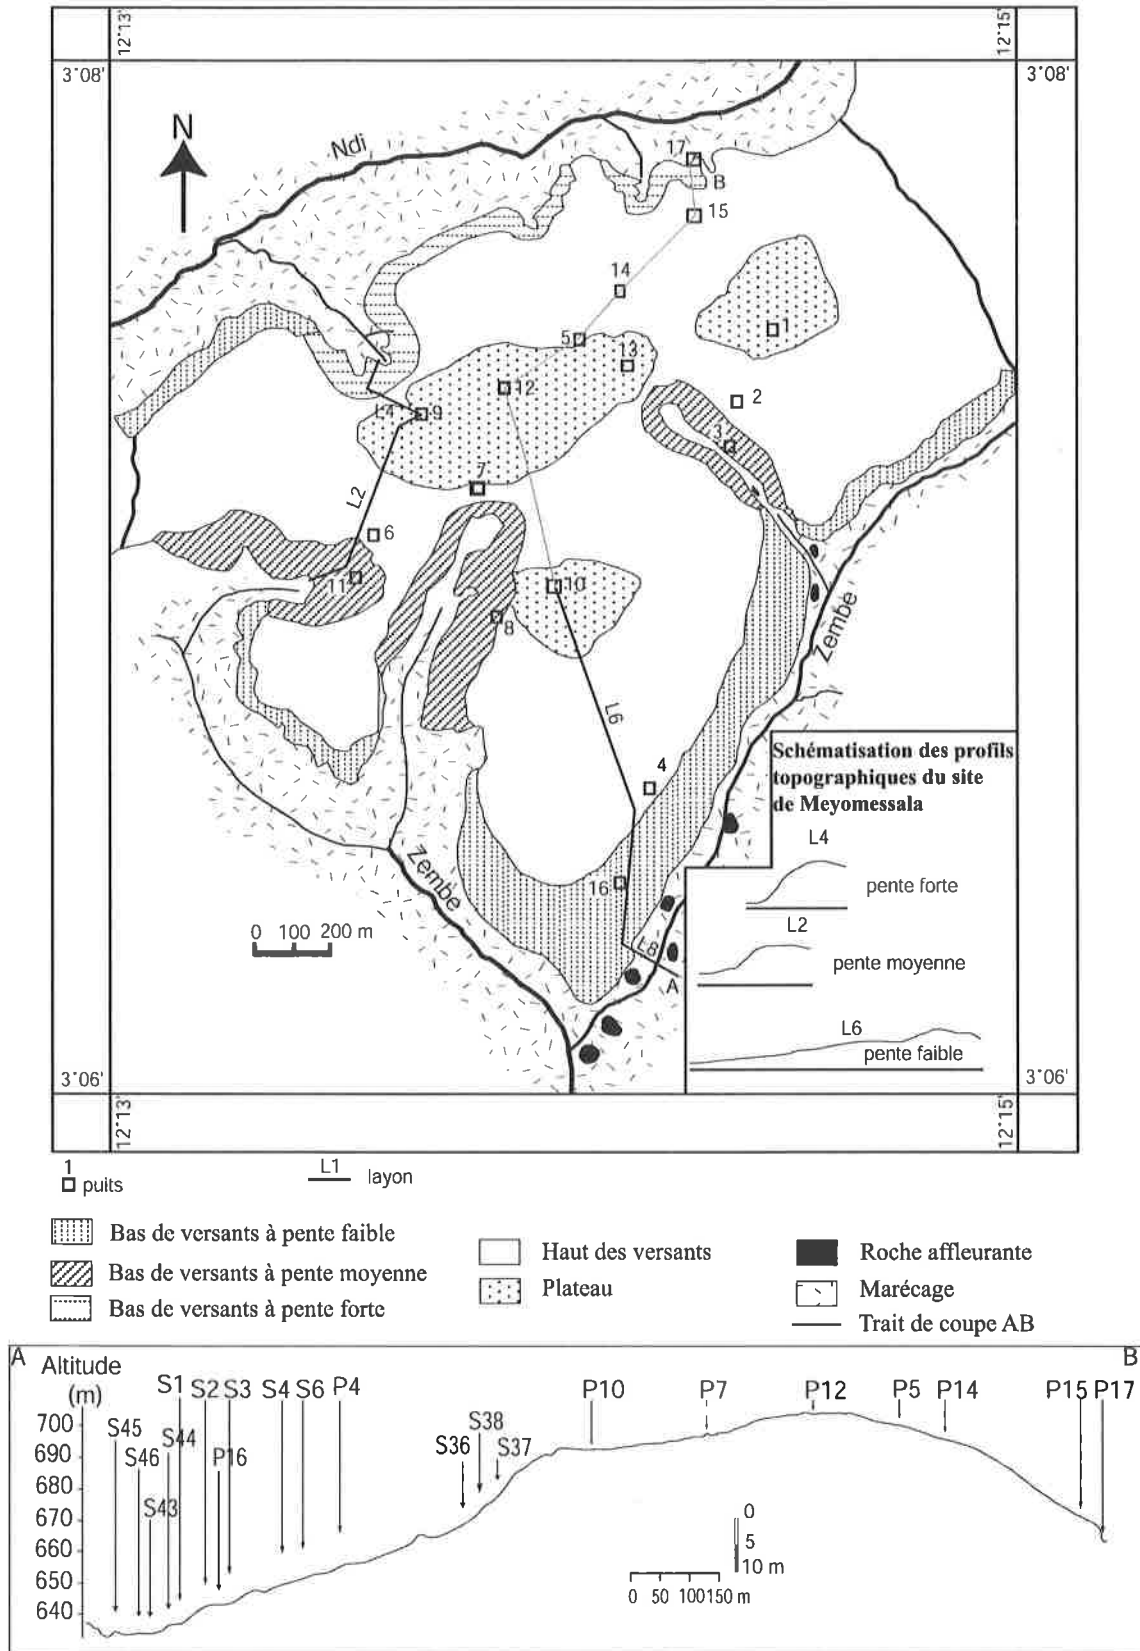 12°13'
12°15'
3°08'
3°08'
N
Ndi
17
B
15
14
1
5
13
12
2
L4
9
3
7
L2
6
10
11
8
Zembe
L6
4
Schématisation des profils
topographiques du site
de Meyomessala
L4
pente forte
Zembe
16
L2
0 100 200 m
L8
pente moyenne
A
L6
pente faible
3°06'
3°06'
12°13'
12°15'
1
puits
L1
layon
Bas de versants à pente faible
Bas de versants à pente moyenne
Bas de versants à pente forte
Haut des versants
Plateau
Roche affleurante
Marécage
Trait de coupe AB
A
B
Altitude
(m)
S1
S2
S3
S4
S6
P4
P10
P7
P12
P5
P14
P15
P17
S45
S46
S44
S43
P16
S36
S38
S37
700
690
680
670
660
650
640
0
5
10 m
0 50 100 150 m